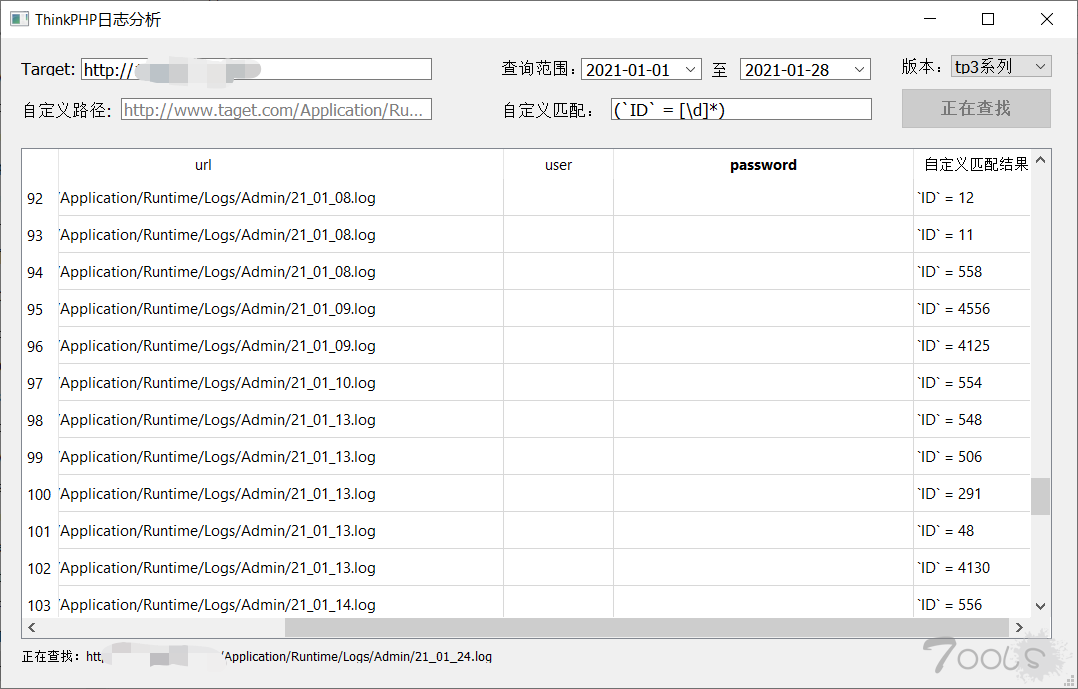 ThinkPHP日志分析
Target: http:// 查询范围: 2021-01-01 至 2021-01-28 版本: tp3系列
自定义路径: http://www.taget.com/Application/Ru... 自定义匹配: (`ID` = [\d]*) 正在查找
url user password 自定义匹配结果
92 /Application/Runtime/Logs/Admin/21_01_08.log `ID` = 12
93 /Application/Runtime/Logs/Admin/21_01_08.log `ID` = 11
94 /Application/Runtime/Logs/Admin/21_01_08.log `ID` = 558
95 /Application/Runtime/Logs/Admin/21_01_09.log `ID` = 4556
96 /Application/Runtime/Logs/Admin/21_01_09.log `ID` = 4125
97 /Application/Runtime/Logs/Admin/21_01_10.log `ID` = 554
98 /Application/Runtime/Logs/Admin/21_01_13.log `ID` = 548
99 /Application/Runtime/Logs/Admin/21_01_13.log `ID` = 506
100 /Application/Runtime/Logs/Admin/21_01_13.log `ID` = 291
101 /Application/Runtime/Logs/Admin/21_01_13.log `ID` = 48
102 /Application/Runtime/Logs/Admin/21_01_13.log `ID` = 4130
103 /Application/Runtime/Logs/Admin/21_01_14.log `ID` = 556
正在查找: htt /Application/Runtime/Logs/Admin/21_01_24.log
7OOLS